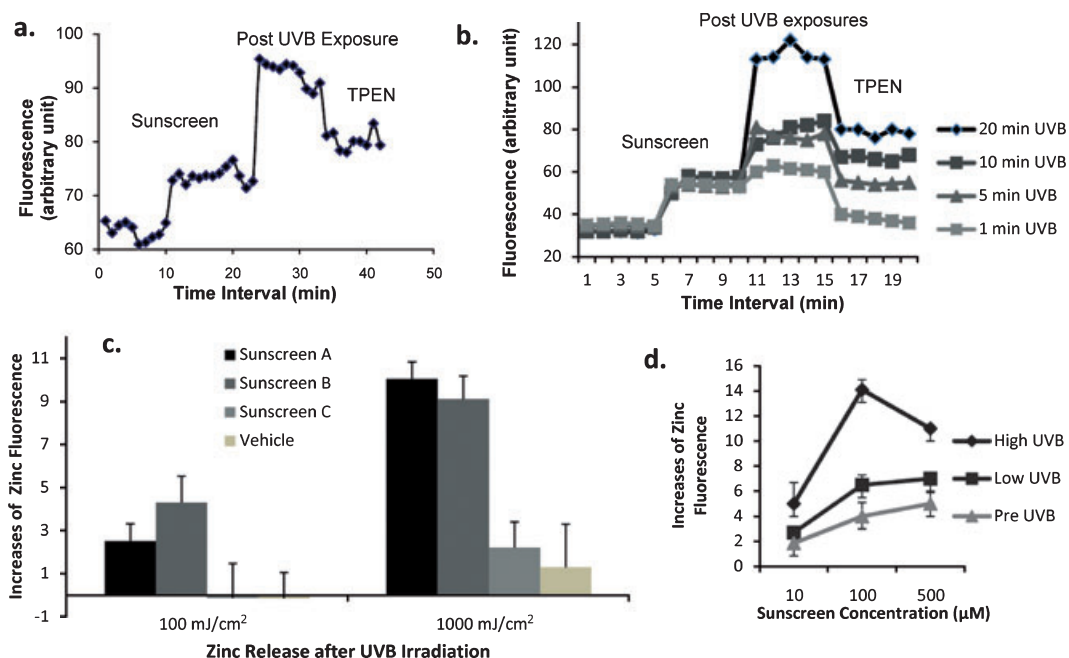 a.
100
90
80
70
60
Fluorescence
(arbitrary unit)
Post UVB Exposure
Sunscreen
TPEN
0 10 20 30 40 50
Time Interval (min)
b.
Post UVB exposures
120
100
80
60
40
20
Fluorescence (arbitrary unit)
Sunscreen
TPEN
20 min UVB
10 min UVB
5 min UVB
1 min UVB
1 3 5 7 9 11 13 15 17 19
Time Interval (min)
c.
11
9
7
5
3
1
-1
Increases of Zinc Fluorescence
Sunscreen A
Sunscreen B
Sunscreen C
Vehicle
100 mJ/cm²
1000 mJ/cm²
Zinc Release after UVB Irradiation
d.
16
14
12
10
8
6
4
2
0
Increases of Zinc
Fluorescence
High UVB
Low UVB
Pre UVB
10 100 500
Sunscreen Concentration (μM)